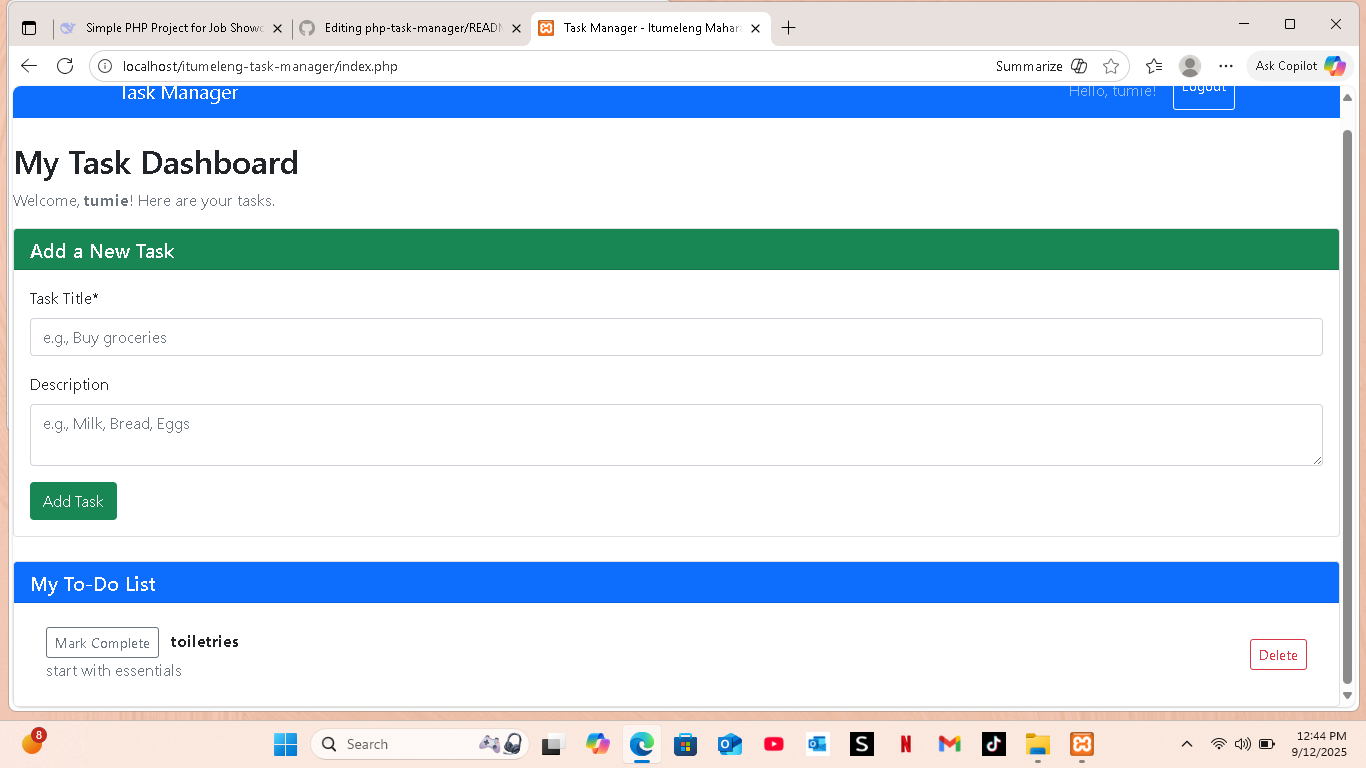 Simple PHP Project for Job Showc
Editing php-task-manager/READM
Task Manager - Itumeleng Mahar
localhost/itumeleng-task-manager/index.php
Summarize
Ask Copilot
Task Manager
Hello, tumie!
Logout
My Task Dashboard
Welcome, tumie! Here are your tasks.
Add a New Task
Task Title*
e.g., Buy groceries
Description
e.g., Milk, Bread, Eggs
Add Task
My To-Do List
Mark Complete toiletries
start with essentials
Delete
8
Search
S
N
12:44 PM
9/12/2025